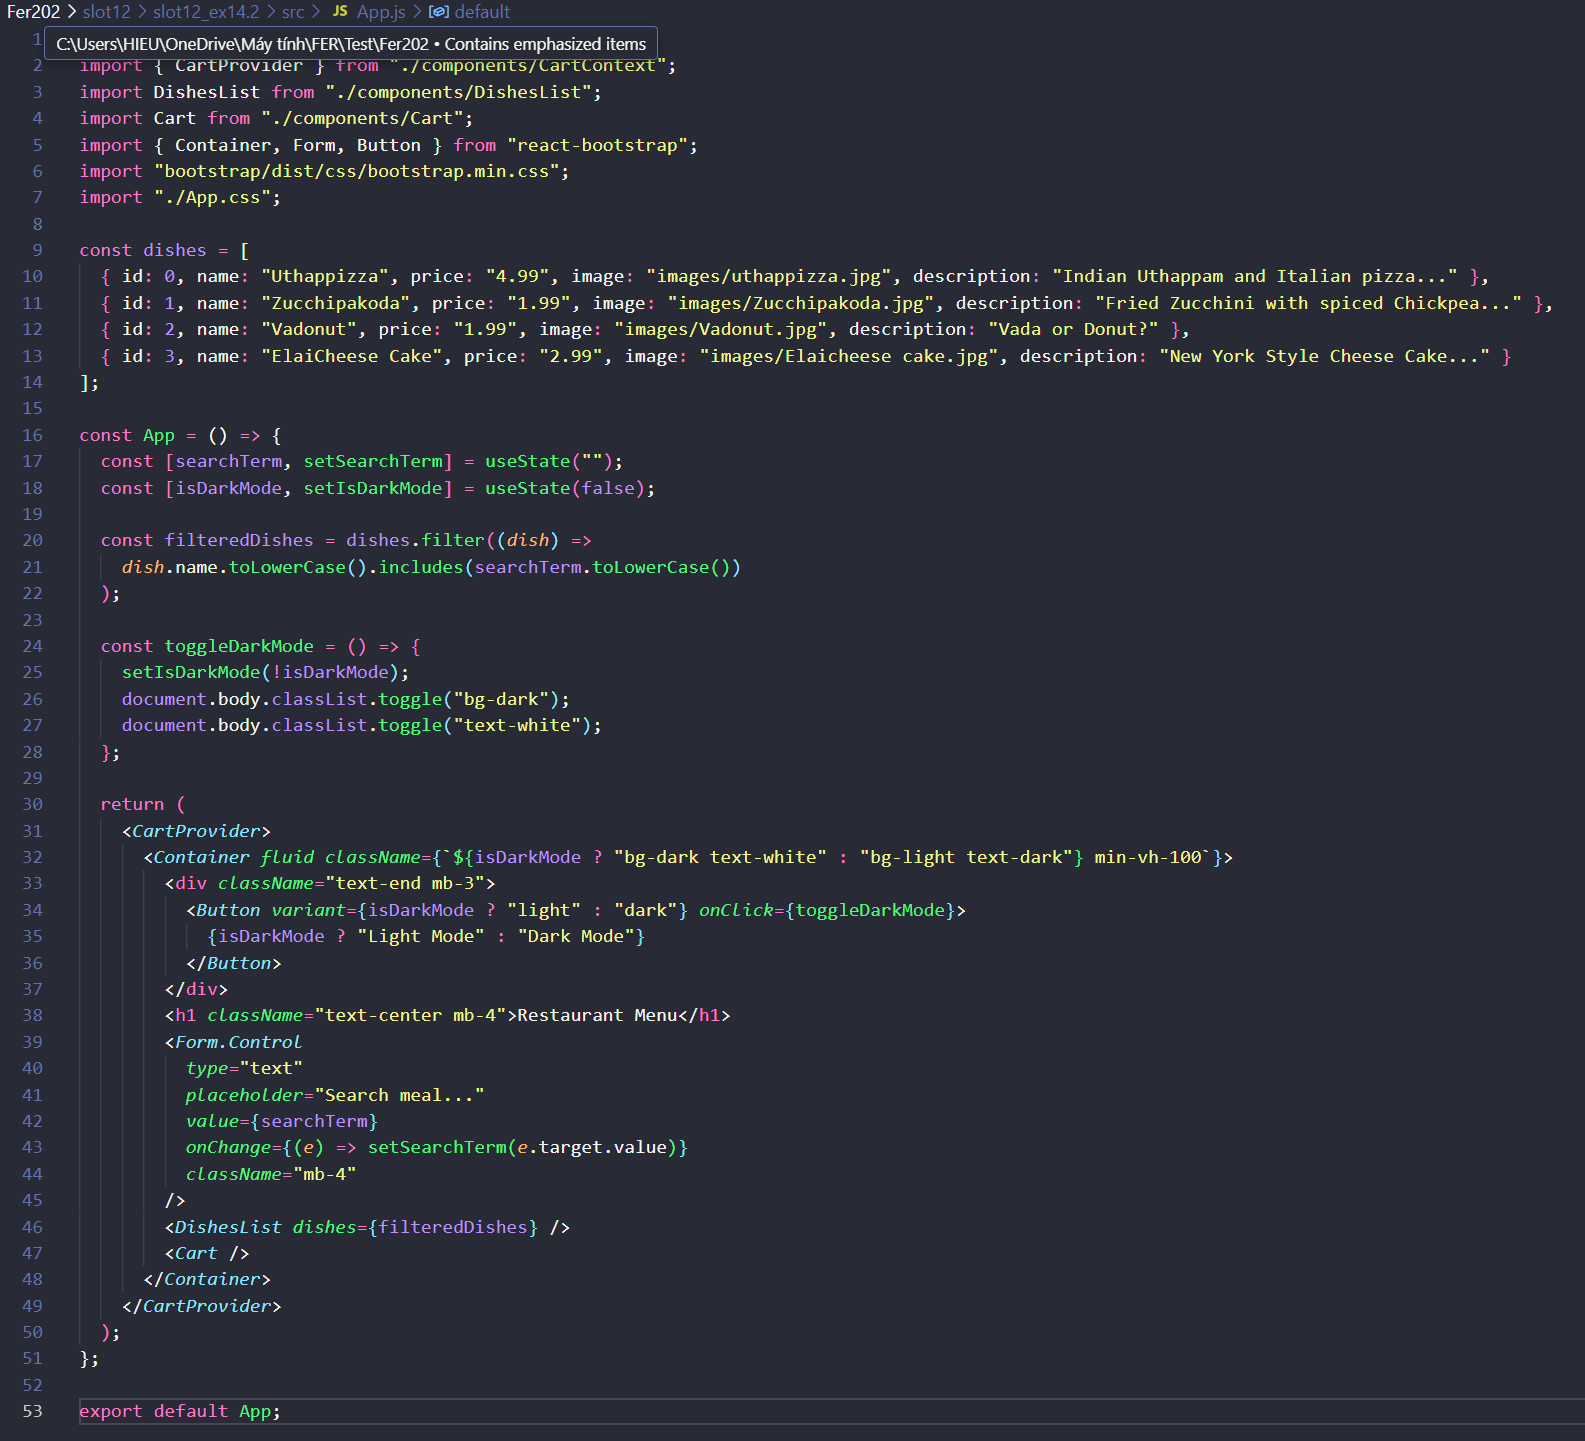 Fer202 > slot12 > slot12_ex14.2 > src > JS App.js > default
1
C:\Users\HIEU\OneDrive\Máy tính\FER\Test\Fer202 • Contains emphasized items
2 import { CartProvider } from "./components/CartContext";
3 import DishesList from "./components/DishesList";
4 import Cart from "./components/Cart";
5 import { Container, Form, Button } from "react-bootstrap";
6 import "bootstrap/dist/css/bootstrap.min.css";
7 import "./App.css";
8
9 const dishes = [
10   { id: 0, name: "Uthappizza", price: "4.99", image: "images/uthappizza.jpg", description: "Indian Uthappam and Italian pizza..." },
11   { id: 1, name: "Zucchipakoda", price: "1.99", image: "images/Zucchipakoda.jpg", description: "Fried Zucchini with spiced Chickpea..." },
12   { id: 2, name: "Vadonut", price: "1.99", image: "images/Vadonut.jpg", description: "Vada or Donut?" },
13   { id: 3, name: "ElaiCheese Cake", price: "2.99", image: "images/Elaicheese cake.jpg", description: "New York Style Cheese Cake..." }
14 ];
15
16 const App = () => {
17   const [searchTerm, setSearchTerm] = useState("");
18   const [isDarkMode, setIsDarkMode] = useState(false);
19
20   const filteredDishes = dishes.filter((dish) =>
21     dish.name.toLowerCase().includes(searchTerm.toLowerCase())
22   );
23
24   const toggleDarkMode = () => {
25     setIsDarkMode(!isDarkMode);
26     document.body.classList.toggle("bg-dark");
27     document.body.classList.toggle("text-white");
28   };
29
30   return (
31     <CartProvider>
32       <Container fluid className={`${isDarkMode ? "bg-dark text-white" : "bg-light text-dark"} min-vh-100`}>
33         <div className="text-end mb-3">
34           <Button variant={isDarkMode ? "light" : "dark"} onClick={toggleDarkMode}>
35             {isDarkMode ? "Light Mode" : "Dark Mode"}
36           </Button>
37         </div>
38         <h1 className="text-center mb-4">Restaurant Menu</h1>
39         <Form.Control
40           type="text"
41           placeholder="Search meal..."
42           value={searchTerm}
43           onChange={(e) => setSearchTerm(e.target.value)}
44           className="mb-4"
45         />
46         <DishesList dishes={filteredDishes} />
47         <Cart />
48       </Container>
49     </CartProvider>
50   );
51 };
52
53 export default App;